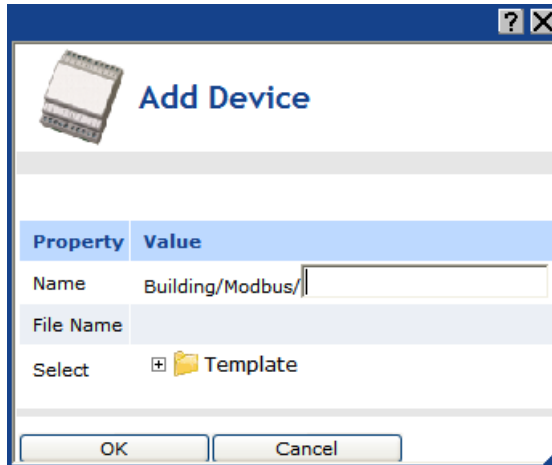 ?
Add Device
Property Value
Name Building/Modbus/
File Name
Select Template
OK Cancel